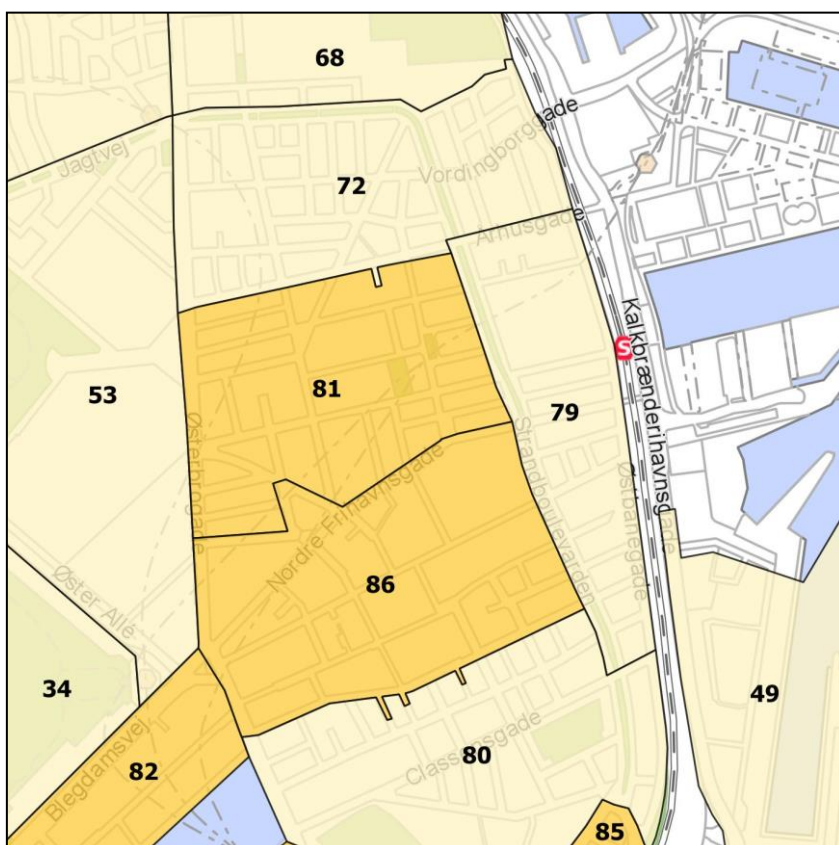 68
Jagtvej
Vordingborggade
72
Århusgade
S
Kalkbrænderihavnsgade
53
81
79
Østerbrogade
Strandboulevarden
Østbanegade
Nordre Frihavnsgade
Øster Allé
86
34
49
Blegdamsvej
82
Classensgade
80
85